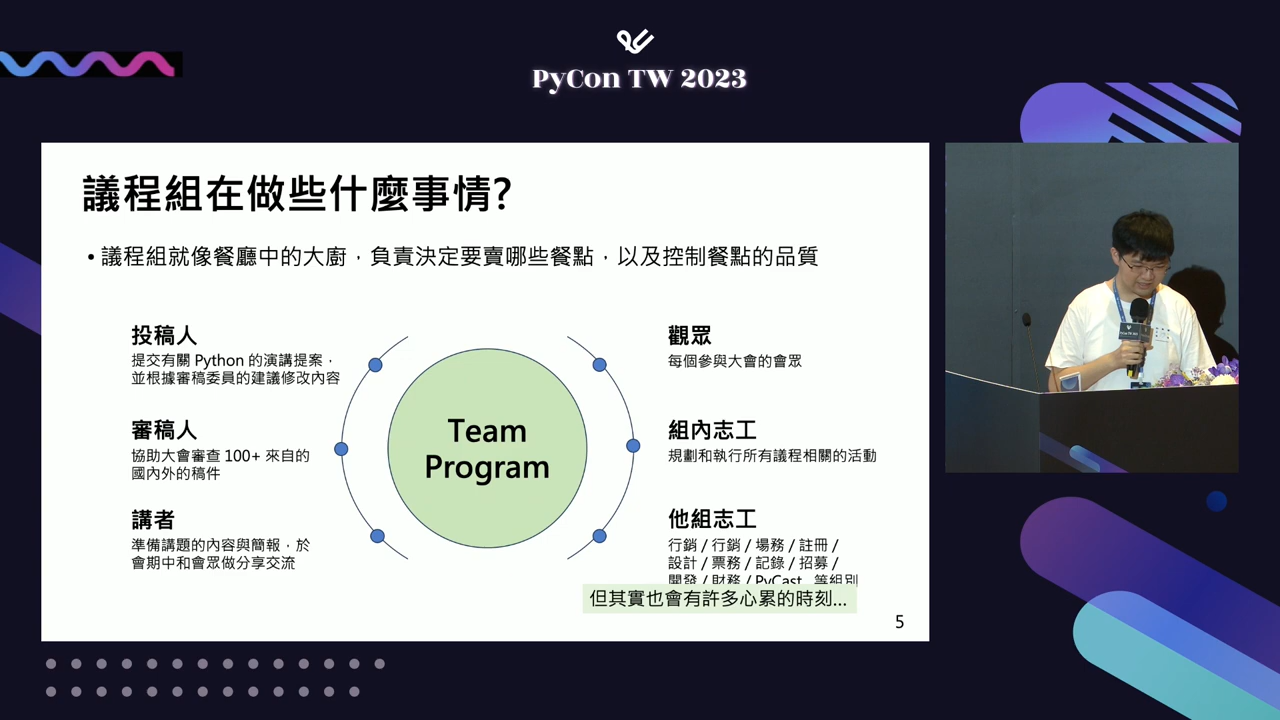 PyCon TW 2023
議程組在做些什麼事情?
• 議程組就像餐廳中的大廚，負責決定要賣哪些餐點，以及控制餐點的品質
投稿人
提交有關 Python 的演講提案，
並根據審稿委員的建議修改內容
審稿人
協助大會審查 100+ 來自的
國內外的稿件
講者
準備講題的內容與簡報，於
會期中和會眾做分享交流
Team
Program
觀眾
每個參與大會的會眾
組內志工
規劃和執行所有議程相關的活動
他組志工
行銷 / 行銷 / 場務 / 註冊 /
設計 / 票務 / 記錄 / 招募 /
開發 / 財務 / PyCast 等組別
但其實也會有許多心累的時刻...
5